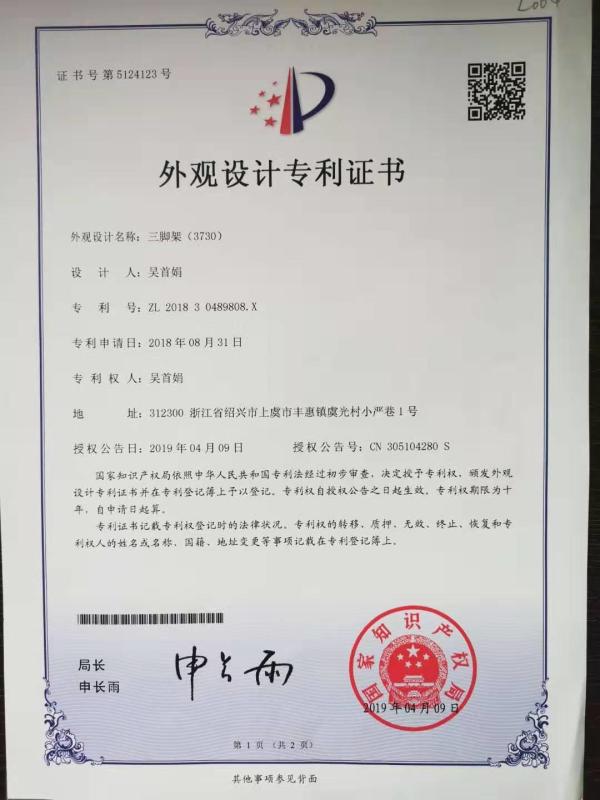 L004
证书号第5124123号
外观设计专利证书
外观设计名称：三脚架（3730）
设计人：吴首娟
专利号：ZL 2018 3 0489808.X
专利申请日：2018年08月31日
专利权人：吴首娟
地址：312300 浙江省绍兴市上虞市丰惠镇虞光村小严巷1号
授权公告日：2019年04月09日 授权公告号：CN 305104280 S
国家知识产权局依照中华人民共和国专利法经过初步审查，决定授予专利权，颁发外观
设计专利证书并在专利登记簿上予以登记。专利权自授权公告之日起生效。专利权期限为十
年，自申请日起算。
专利证书记载专利权登记时的法律状况。专利权的转移、质押、无效、终止、恢复和专
利权人的姓名或名称、国籍、地址变更等事项记载在专利登记簿上。
局长
申长雨
申长雨
国家知识产权局
2019年04月09日
第1页（共2页）
其他事项参见背面